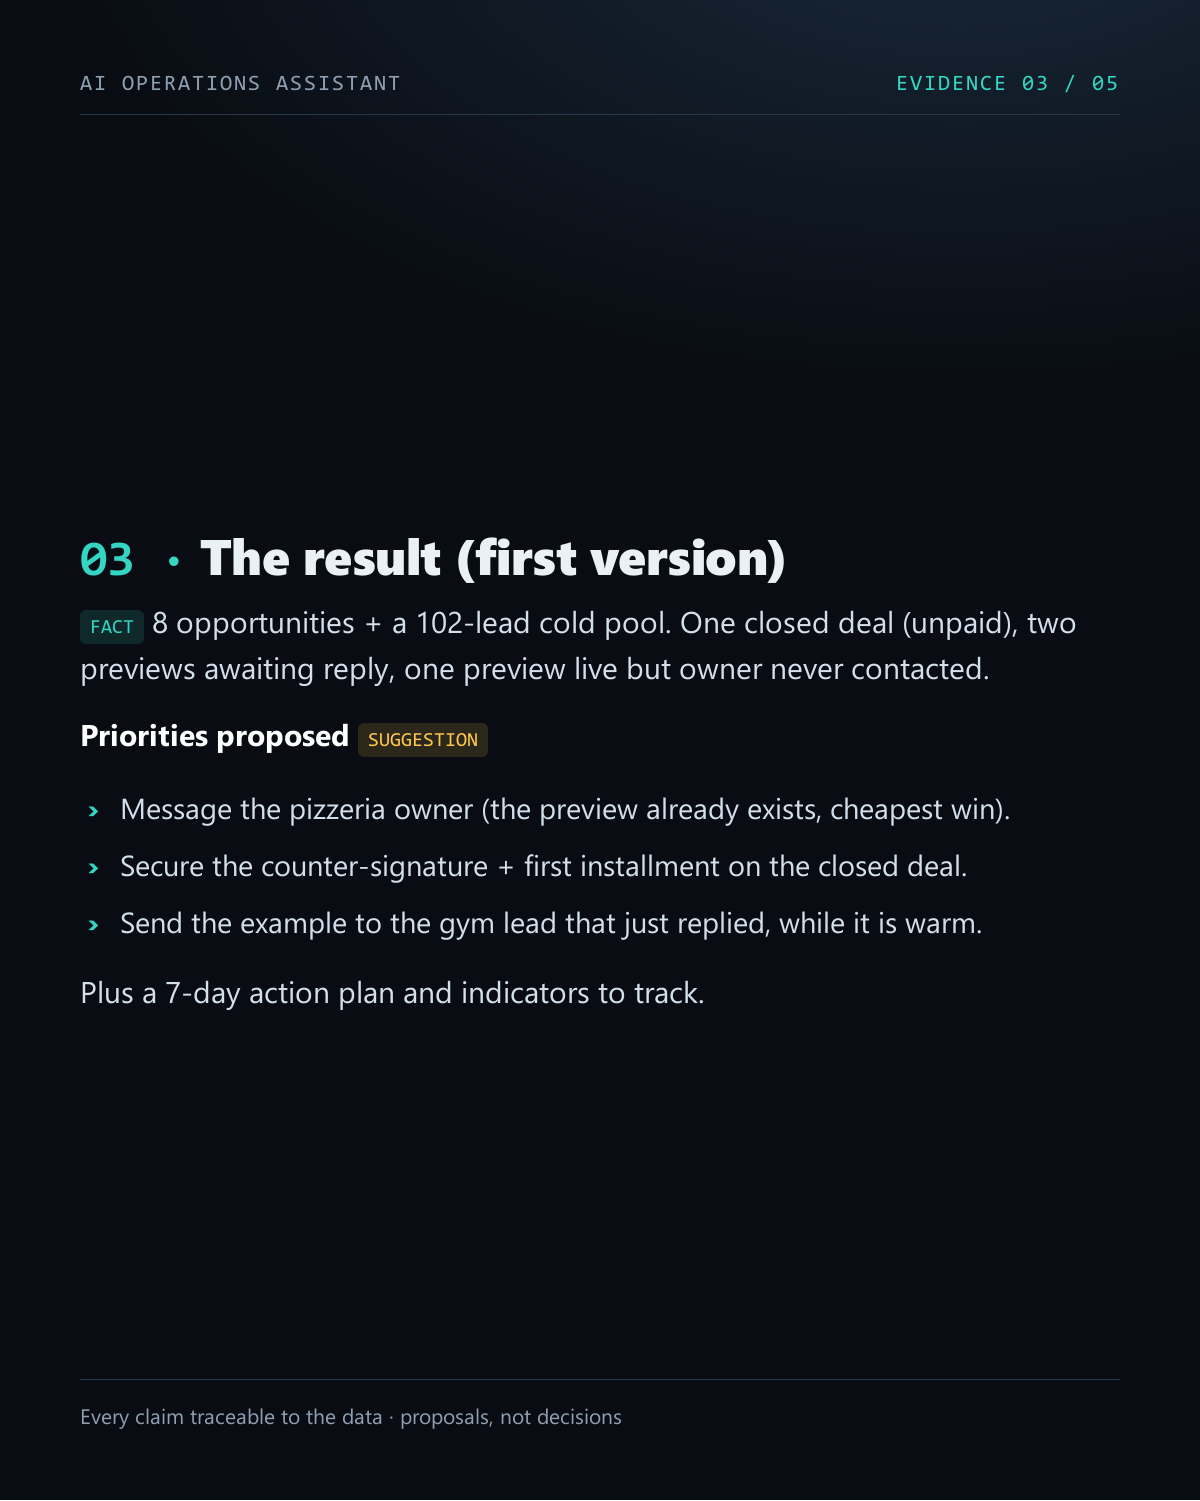 AI OPERATIONS ASSISTANT
EVIDENCE 03 / 05
03 · The result (first version)
FACT 8 opportunities + a 102-lead cold pool. One closed deal (unpaid), two
previews awaiting reply, one preview live but owner never contacted.
Priorities proposed SUGGESTION
› Message the pizzeria owner (the preview already exists, cheapest win).
› Secure the counter-signature + first installment on the closed deal.
› Send the example to the gym lead that just replied, while it is warm.
Plus a 7-day action plan and indicators to track.
Every claim traceable to the data · proposals, not decisions